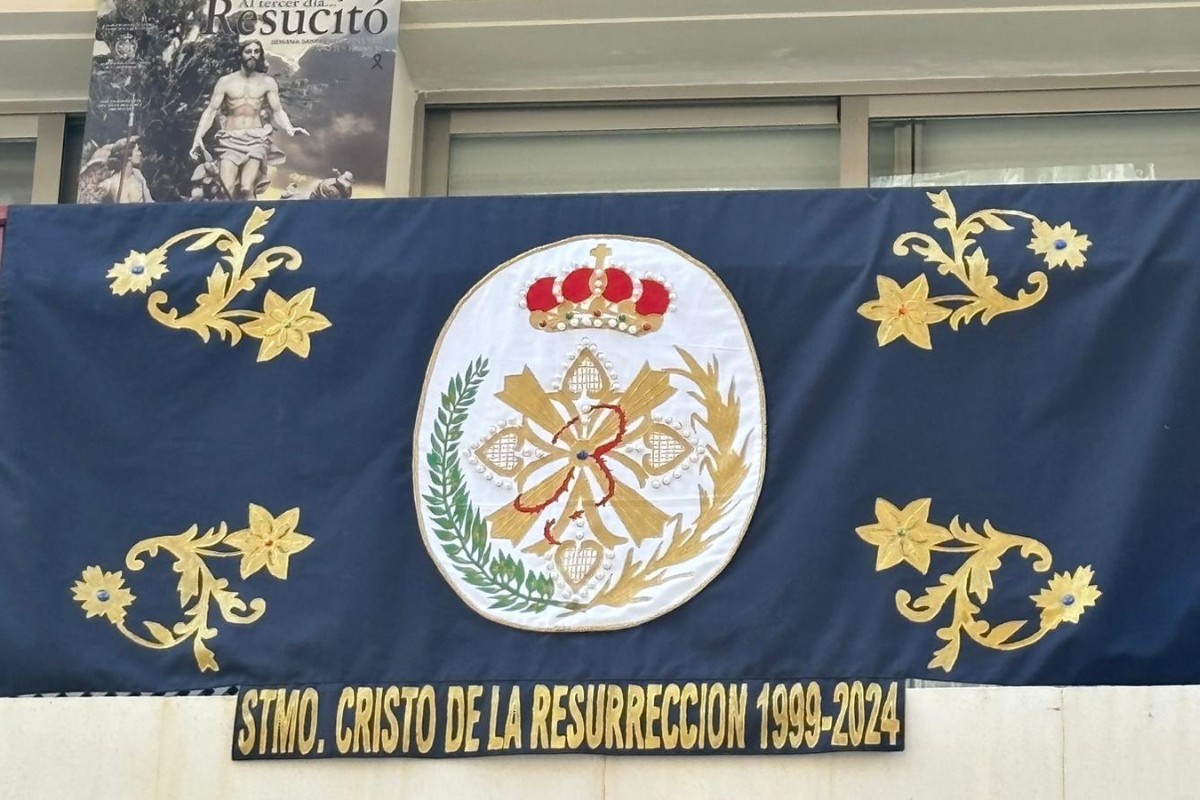 Al tercer día...
Resucitó
STMO. CRISTO DE LA RESURRECCION 1999-2024